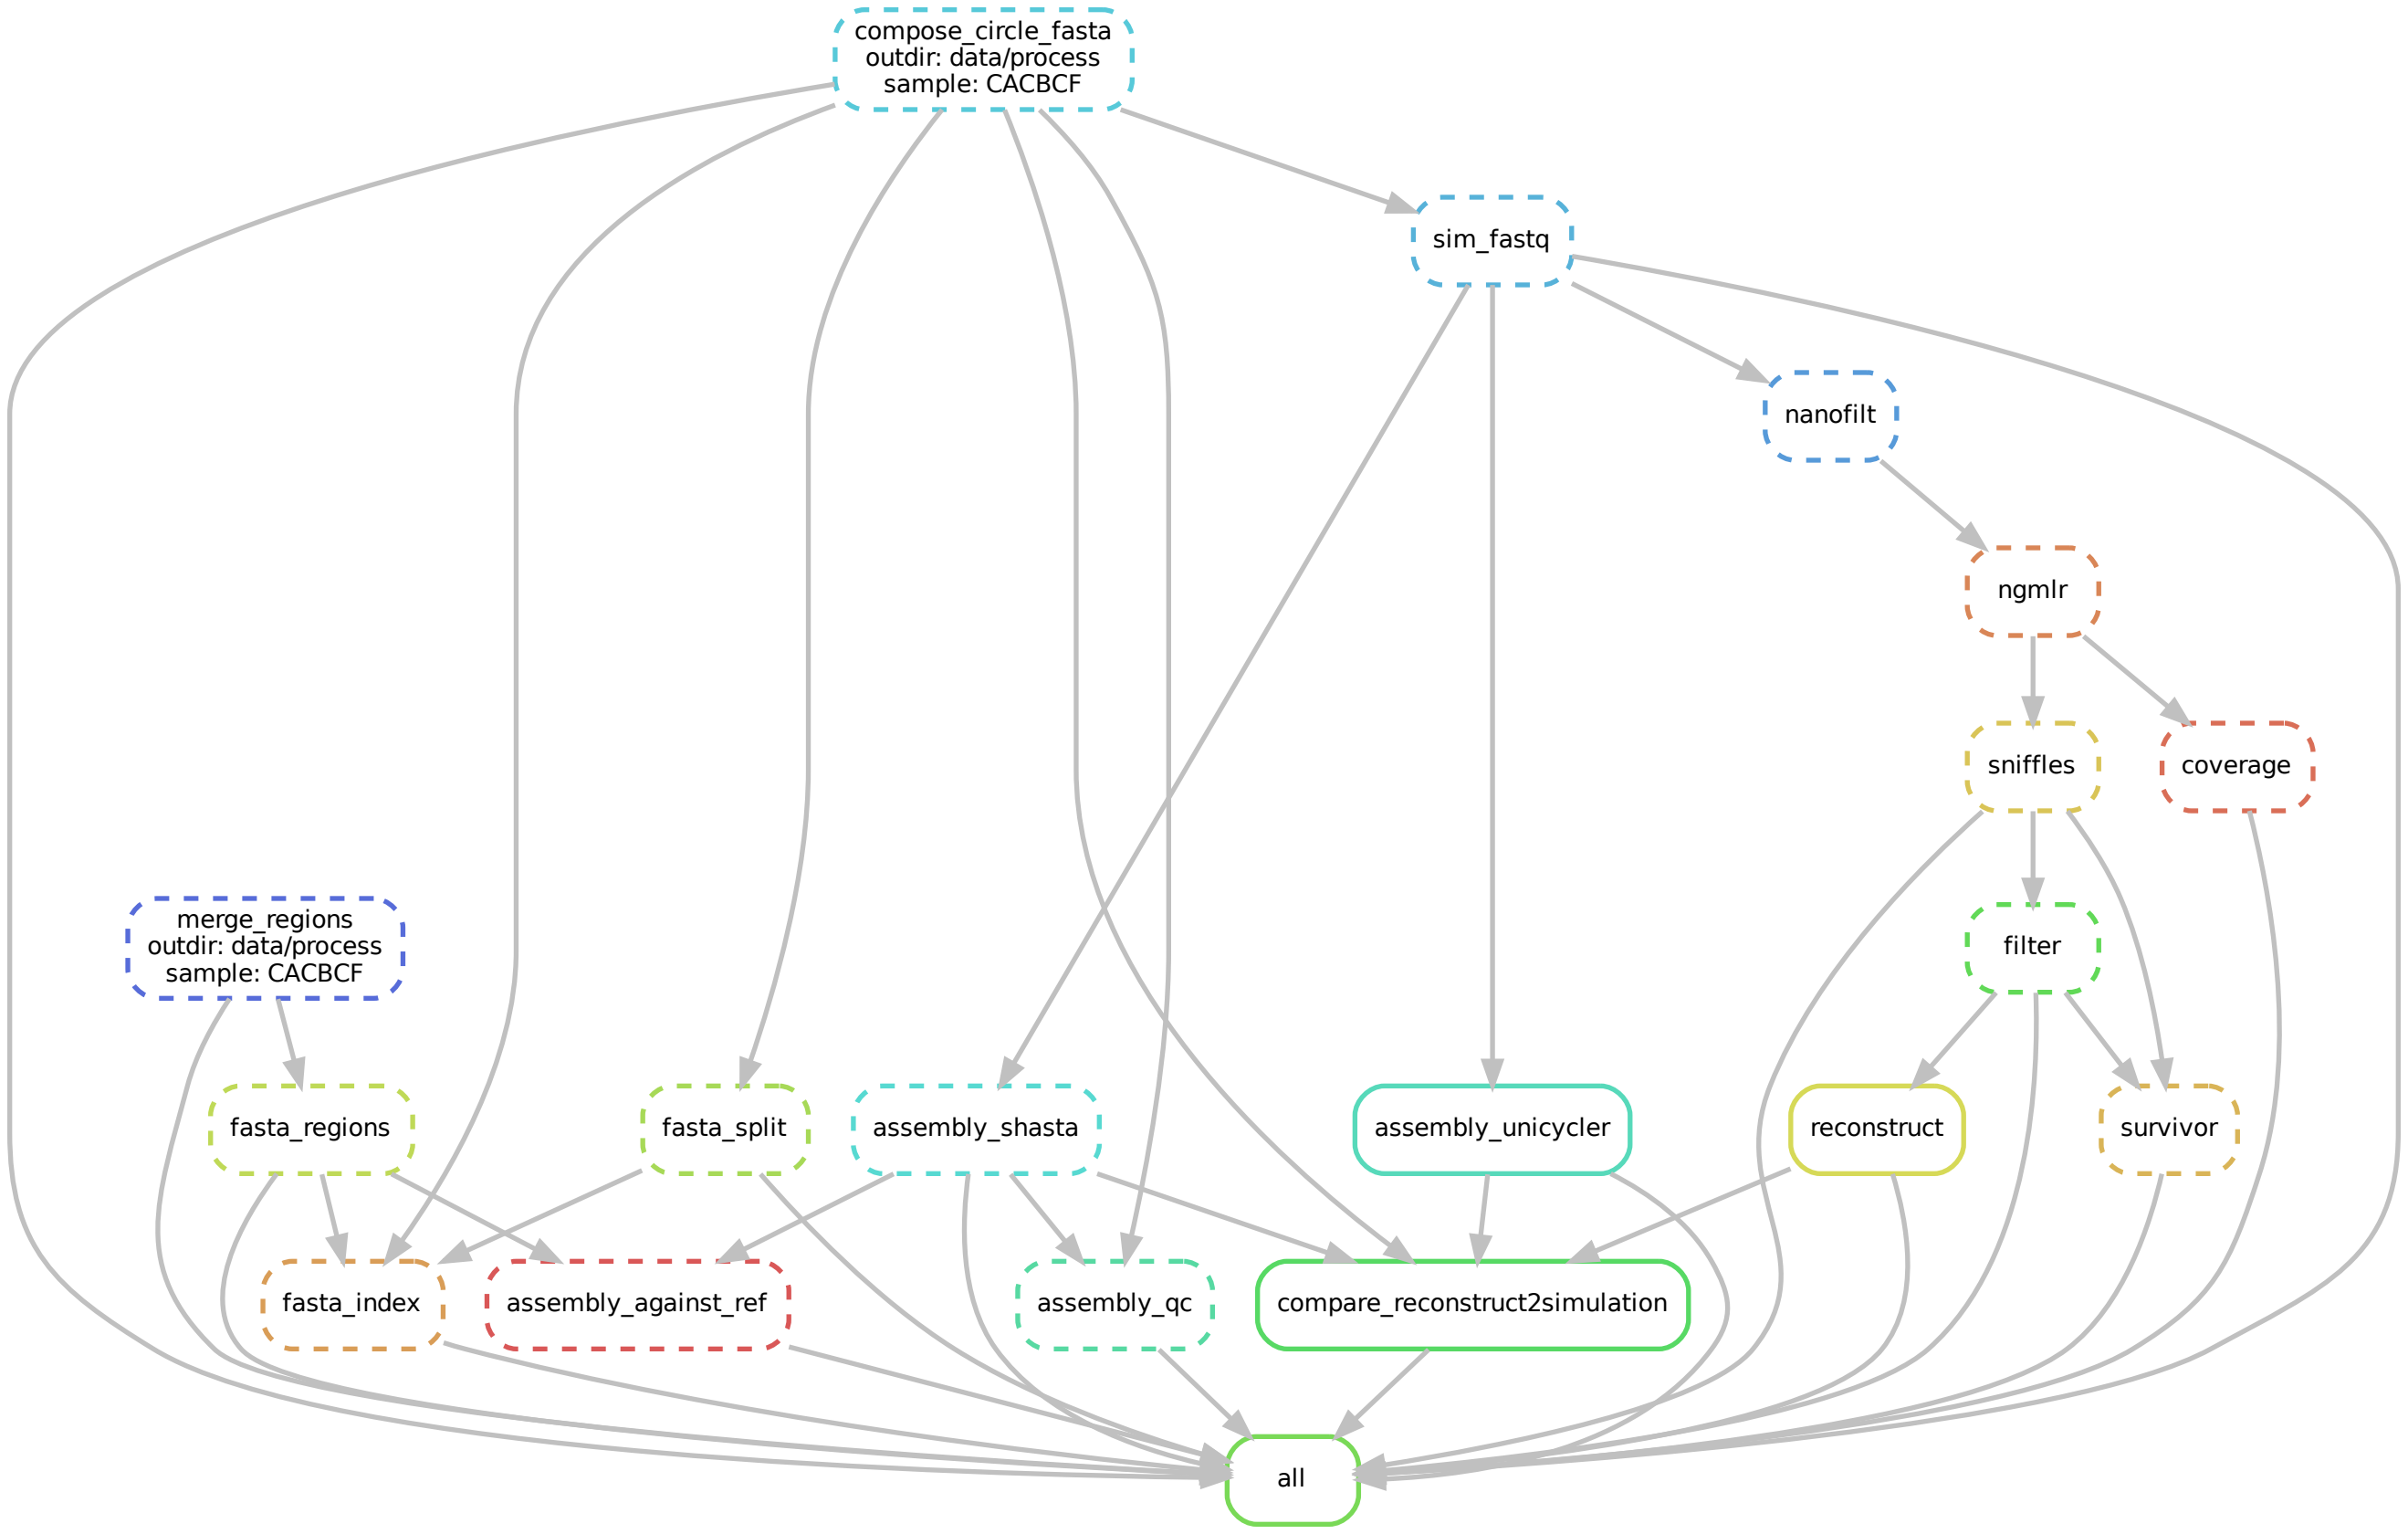 compose_circle_fasta
outdir: data/process
sample: CACBCF
sim_fastq
nanofilt
ngmlr
sniffles
coverage
merge_regions
outdir: data/process
sample: CACBCF
filter
fasta_regions
fasta_split
assembly_shasta
assembly_unicycler
reconstruct
survivor
fasta_index
assembly_against_ref
assembly_qc
compare_reconstruct2simulation
all